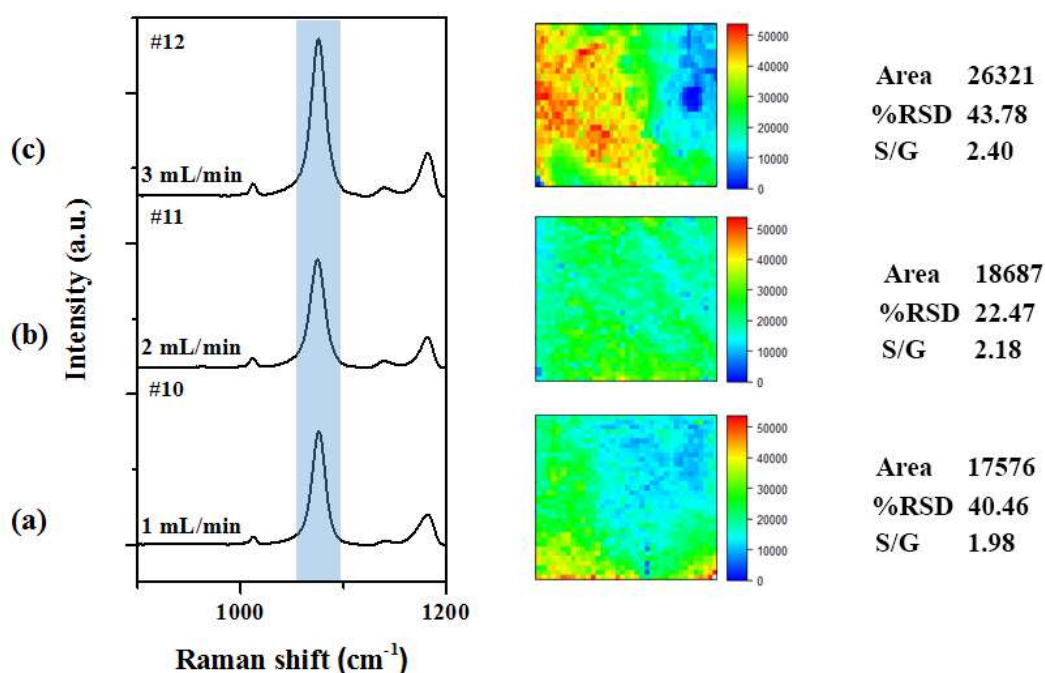 (c)
(b)
(a)
Intensity (a.u.)
#12
3 mL/min
#11
2 mL/min
#10
1 mL/min
1000
1200
Raman shift (cm⁻¹)
50000
40000
30000
20000
10000
0
Area 26321
%RSD 43.78
S/G 2.40
50000
40000
30000
20000
10000
0
Area 18687
%RSD 22.47
S/G 2.18
50000
40000
30000
20000
10000
0
Area 17576
%RSD 40.46
S/G 1.98